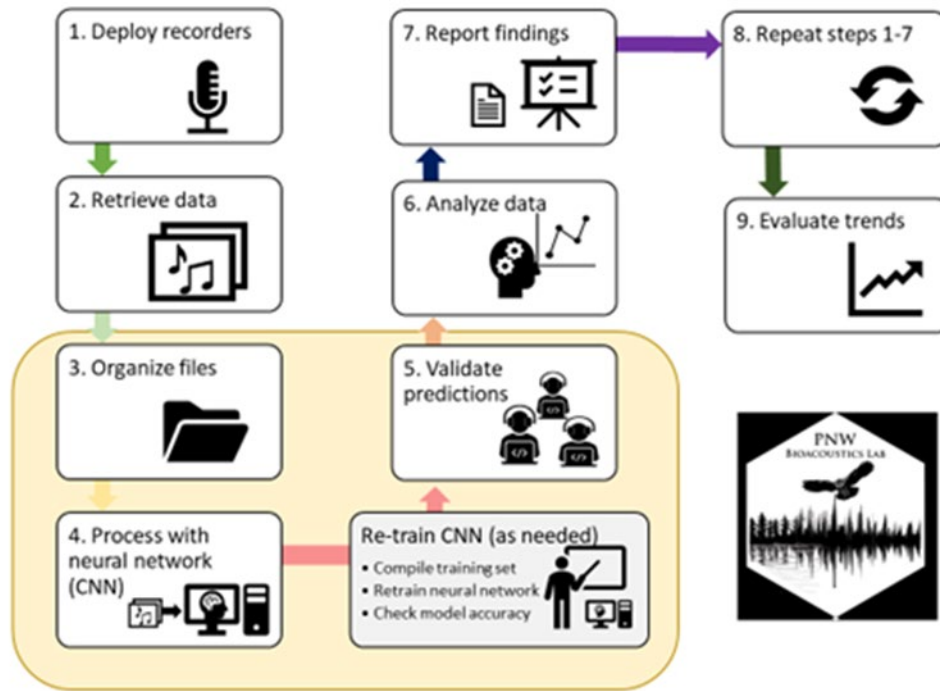 1. Deploy recorders
2. Retrieve data
3. Organize files
4. Process with
neural network
(CNN)
Re-train CNN (as needed)
▪ Compile training set
▪ Retrain neural network
▪ Check model accuracy
5. Validate
predictions
6. Analyze data
7. Report findings
8. Repeat steps 1-7
9. Evaluate trends
PNW
BIOACOUSTICS LAB